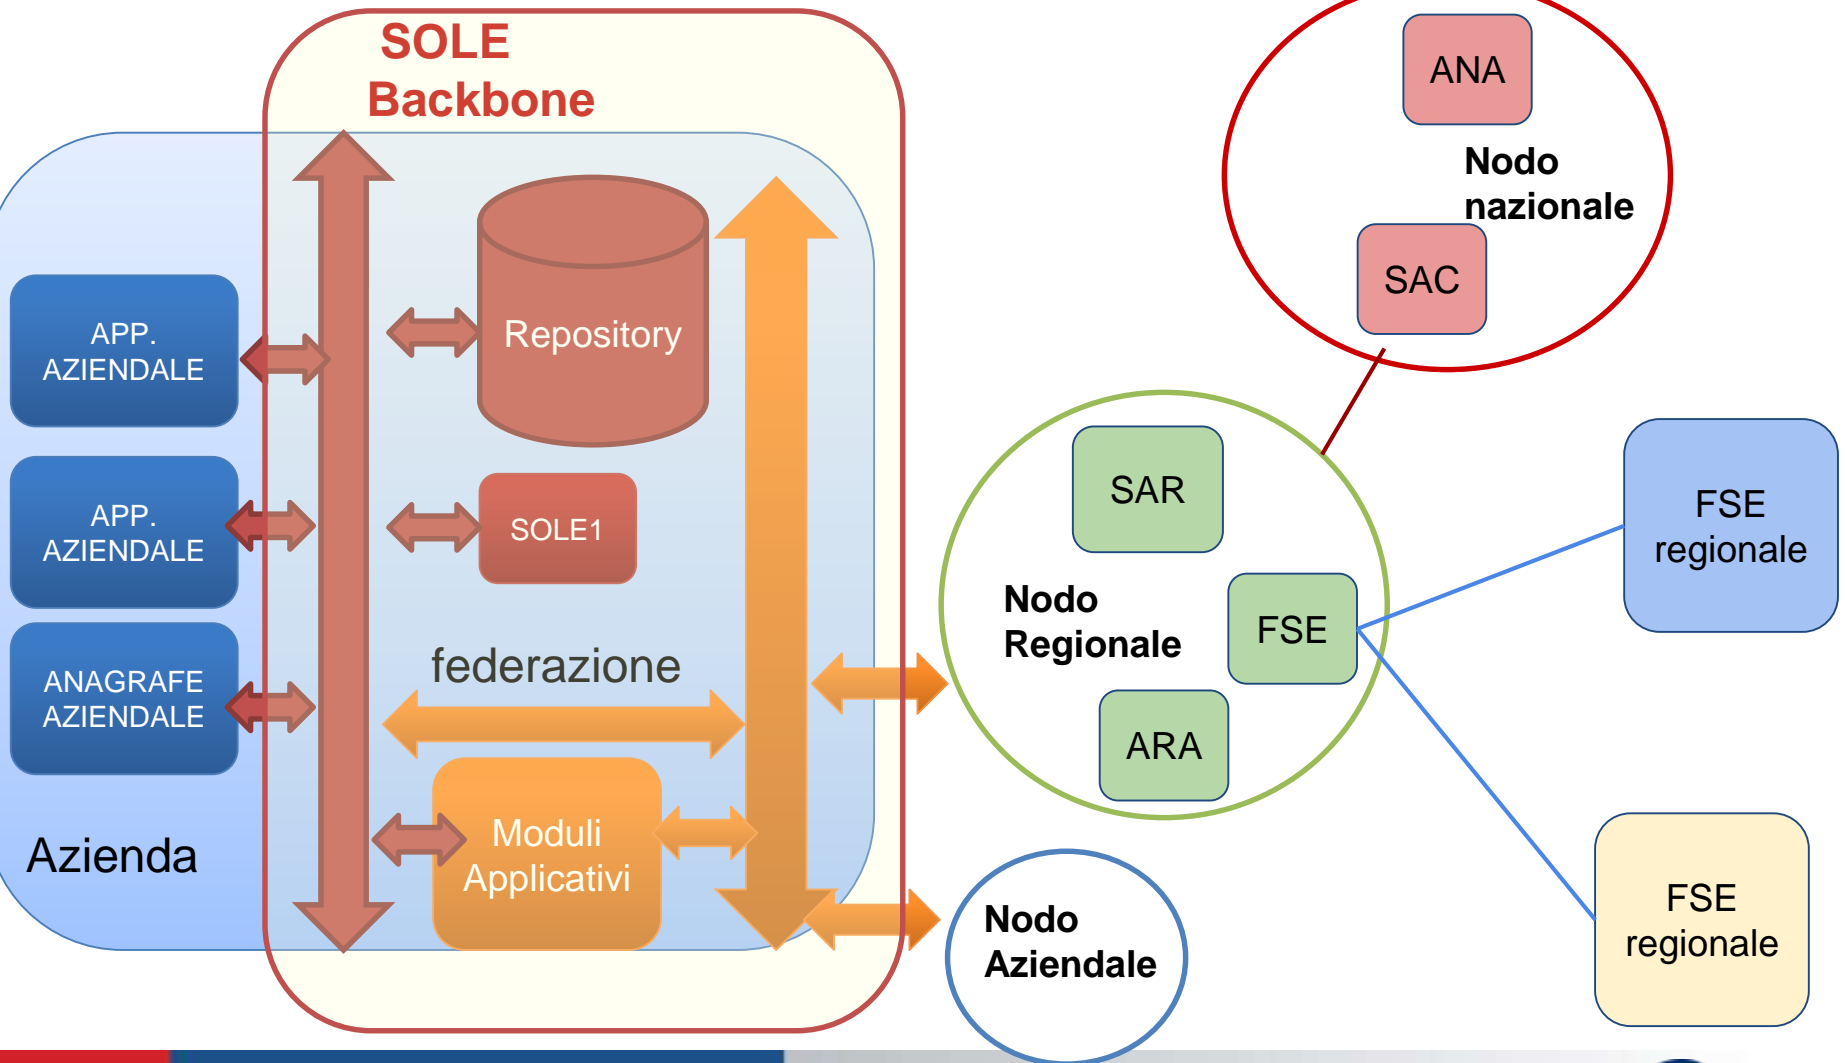 SOLE
Backbone
APP.
AZIENDALE
APP.
AZIENDALE
ANAGRAFE
AZIENDALE
Azienda
Repository
SOLE1
federazione
Moduli
Applicativi
ANA
Nodo
nazionale
SAC
SAR
Nodo
Regionale
FSE
ARA
Nodo
Aziendale
FSE
regionale
FSE
regionale